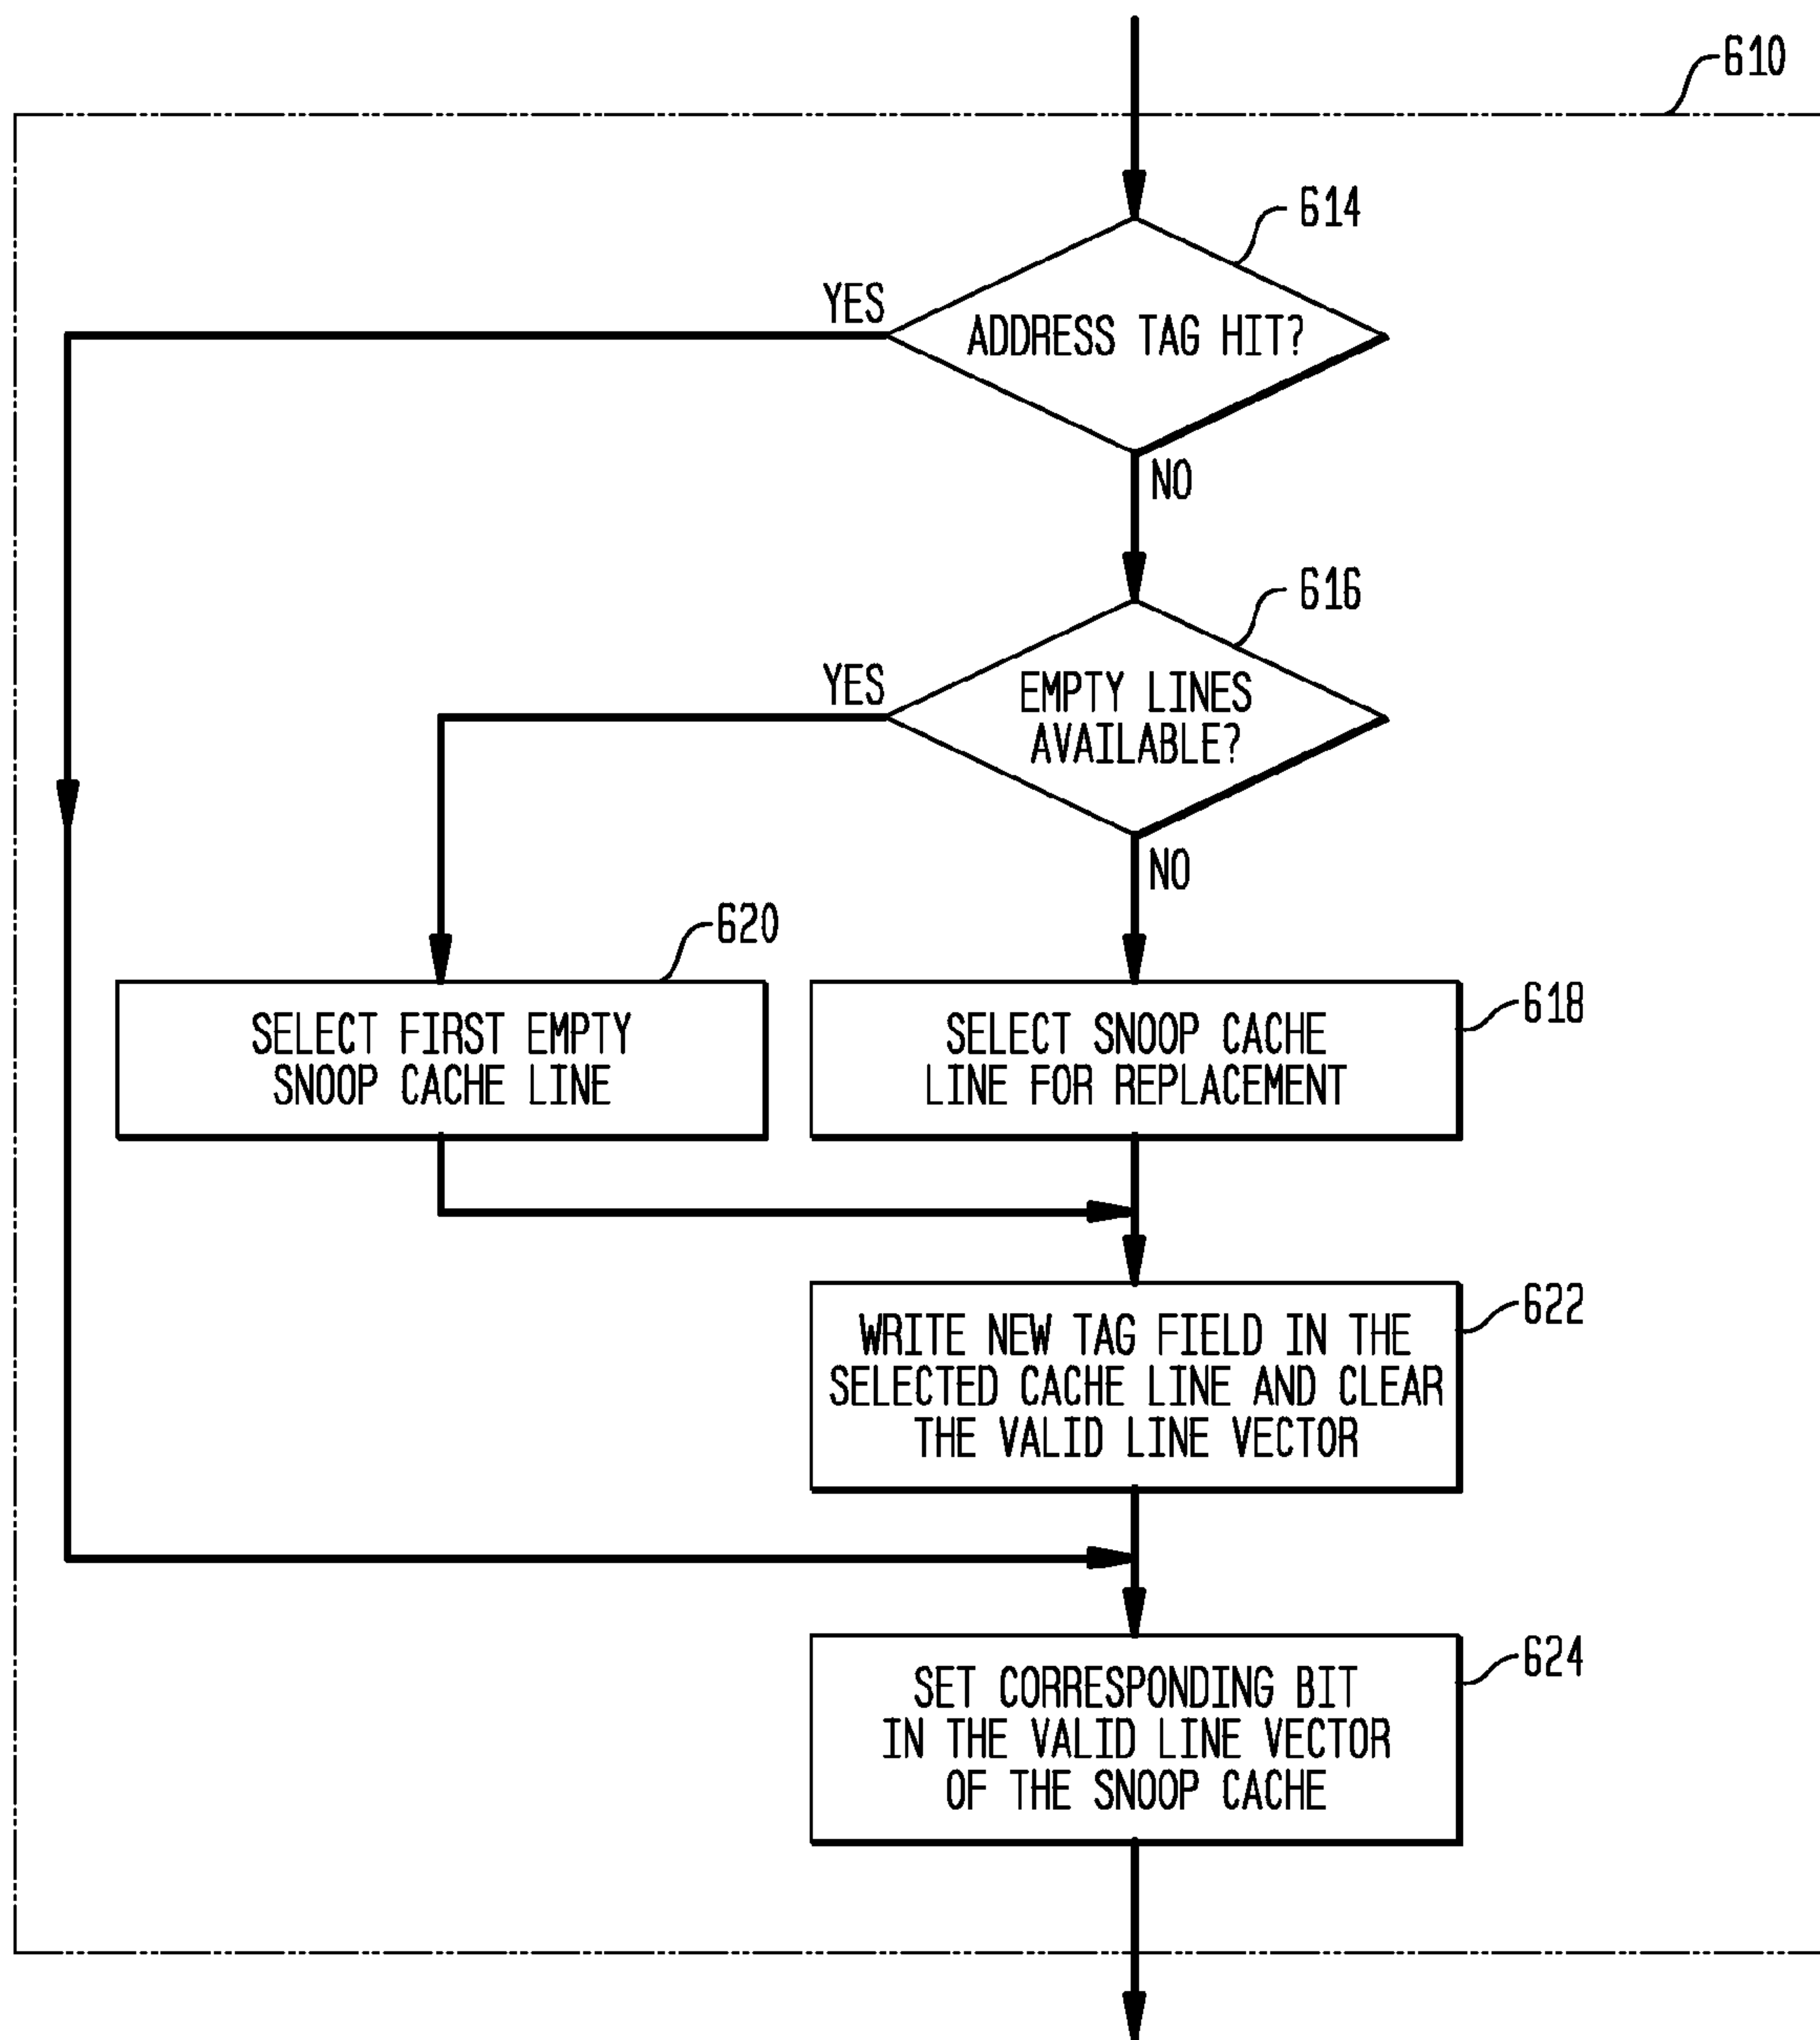 610
614
YES
ADDRESS TAG HIT?
NO
616
YES
EMPTY LINES
AVAILABLE?
NO
620
SELECT FIRST EMPTY
SNOOP CACHE LINE
618
SELECT SNOOP CACHE
LINE FOR REPLACEMENT
622
WRITE NEW TAG FIELD IN THE
SELECTED CACHE LINE AND CLEAR
THE VALID LINE VECTOR
624
SET CORRESPONDING BIT
IN THE VALID LINE VECTOR
OF THE SNOOP CACHE